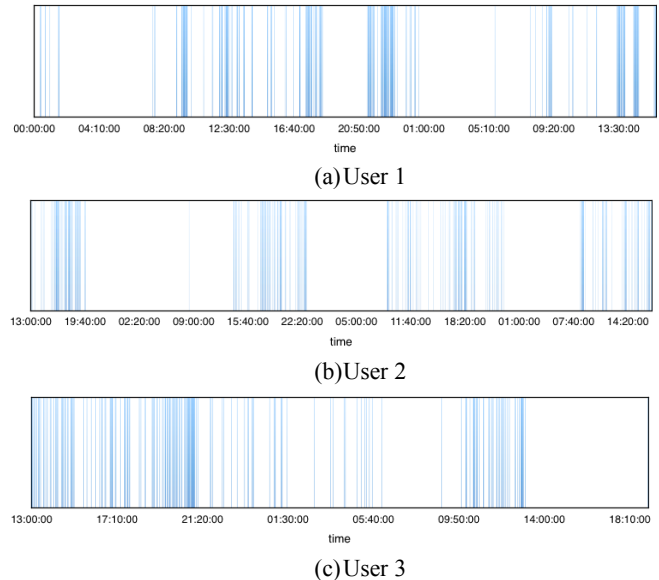 00:00:00 04:10:00 08:20:00 12:30:00 16:40:00 20:50:00 01:00:00 05:10:00 09:20:00 13:30:00
time
(a)User 1
13:00:00 19:40:00 02:20:00 09:00:00 15:40:00 22:20:00 05:00:00 11:40:00 18:20:00 01:00:00 07:40:00 14:20:00
time
(b)User 2
13:00:00 17:10:00 21:20:00 01:30:00 05:40:00 09:50:00 14:00:00 18:10:00
time
(c)User 3